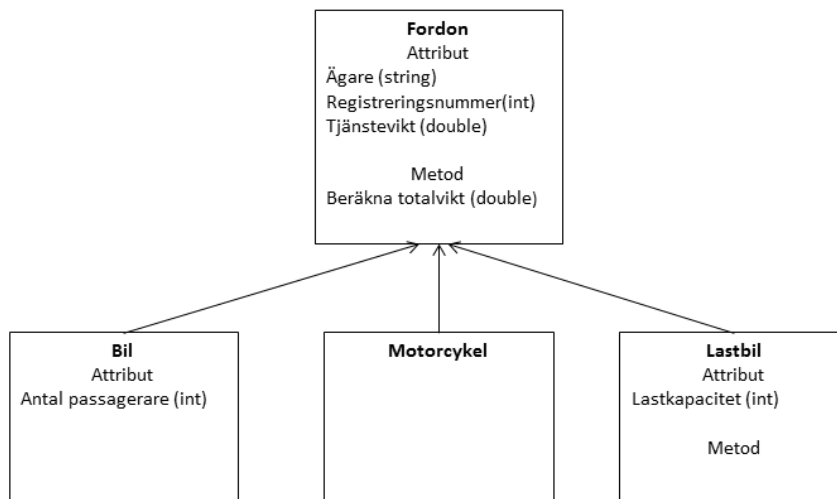 Fordon
Attribut
Ägare (string)
Registreringsnummer(int)
Tjänstevikt (double)
Metod
Beräkna totalvikt (double)
Bil
Attribut
Antal passagerare (int)
Motorcykel
Lastbil
Attribut
Lastkapacitet (int)
Metod